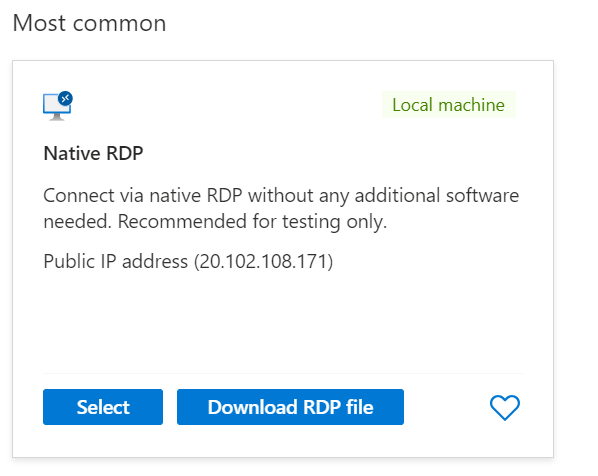 Most common
Local machine
Native RDP
Connect via native RDP without any additional software
needed. Recommended for testing only.
Public IP address (20.102.108.171)
Select
Download RDP file